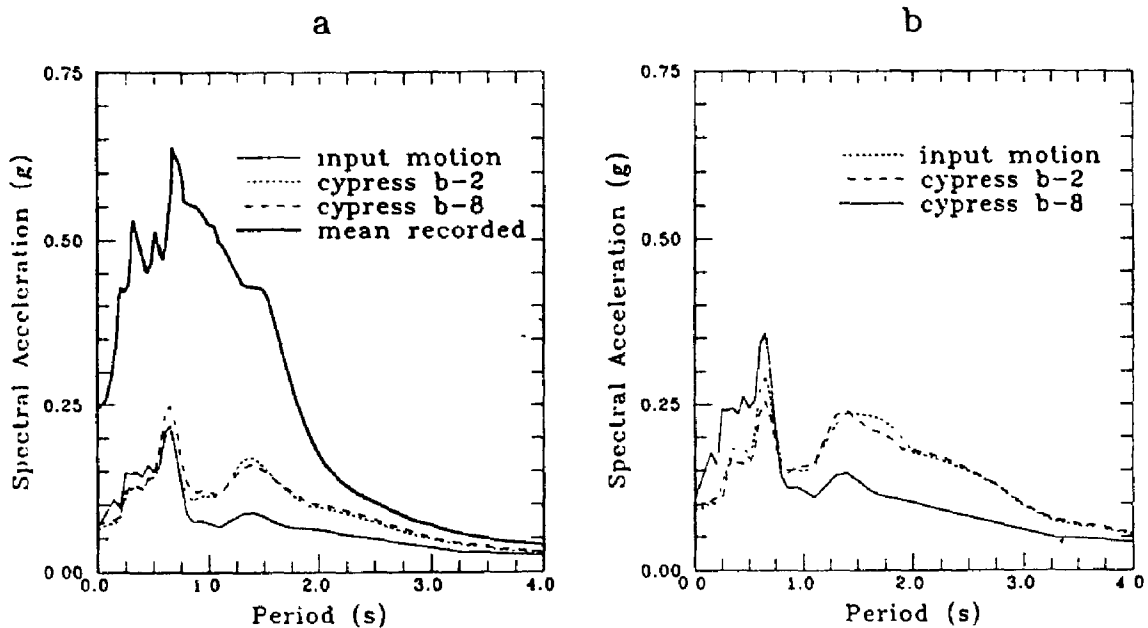 a
0.75
0.50
0.25
0.00
Spectral Acceleration (g)
input motion
cypress b-2
cypress b-8
mean recorded
0.0
1.0
2.0
3.0
4.0
Period (s)
b
0.75
0.50
0.25
0.00
Spectral Acceleration (g)
input motion
cypress b-2
cypress b-8
0.0
1.0
2.0
3.0
4.0
Period (s)